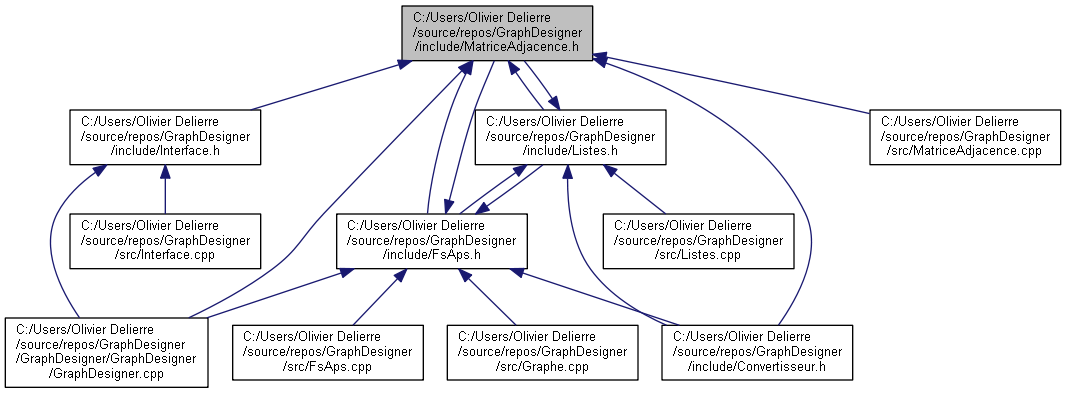 C:/Users/Olivier Delierre
/source/repos/GraphDesigner
/include/MatriceAdjacence.h
C:/Users/Olivier Delierre
/source/repos/GraphDesigner
/include/Interface.h
C:/Users/Olivier Delierre
/source/repos/GraphDesigner
/include/Listes.h
C:/Users/Olivier Delierre
/source/repos/GraphDesigner
/src/MatriceAdjacence.cpp
C:/Users/Olivier Delierre
/source/repos/GraphDesigner
/src/Interface.cpp
C:/Users/Olivier Delierre
/source/repos/GraphDesigner
/include/FsAps.h
C:/Users/Olivier Delierre
/source/repos/GraphDesigner
/src/Listes.cpp
C:/Users/Olivier Delierre
/source/repos/GraphDesigner
/GraphDesigner/GraphDesigner
/GraphDesigner.cpp
C:/Users/Olivier Delierre
/source/repos/GraphDesigner
/src/FsAps.cpp
C:/Users/Olivier Delierre
/source/repos/GraphDesigner
/src/Graphe.cpp
C:/Users/Olivier Delierre
/source/repos/GraphDesigner
/include/Convertisseur.h